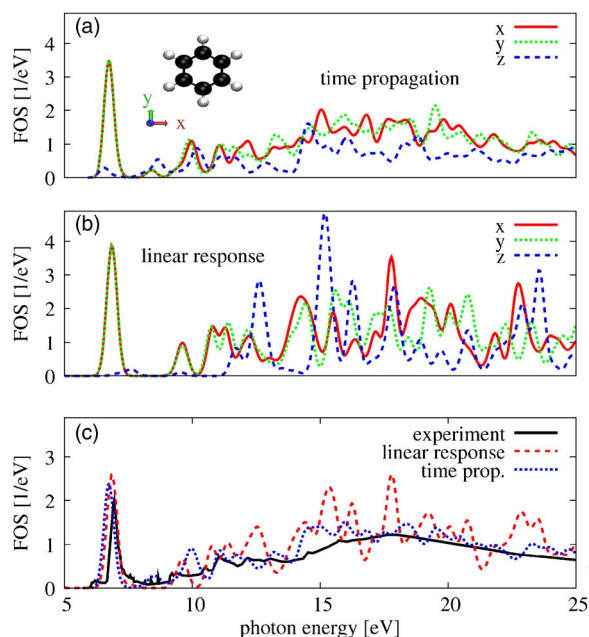 (a)
FOS [1/eV]
4
3
2
1
0
time propagation
x
y
z
y
x
(b)
FOS [1/eV]
4
3
2
1
0
linear response
x
y
z
(c)
FOS [1/eV]
4
3
2
1
0
experiment
linear response
time prop.
5 10 15 20 25
photon energy [eV]